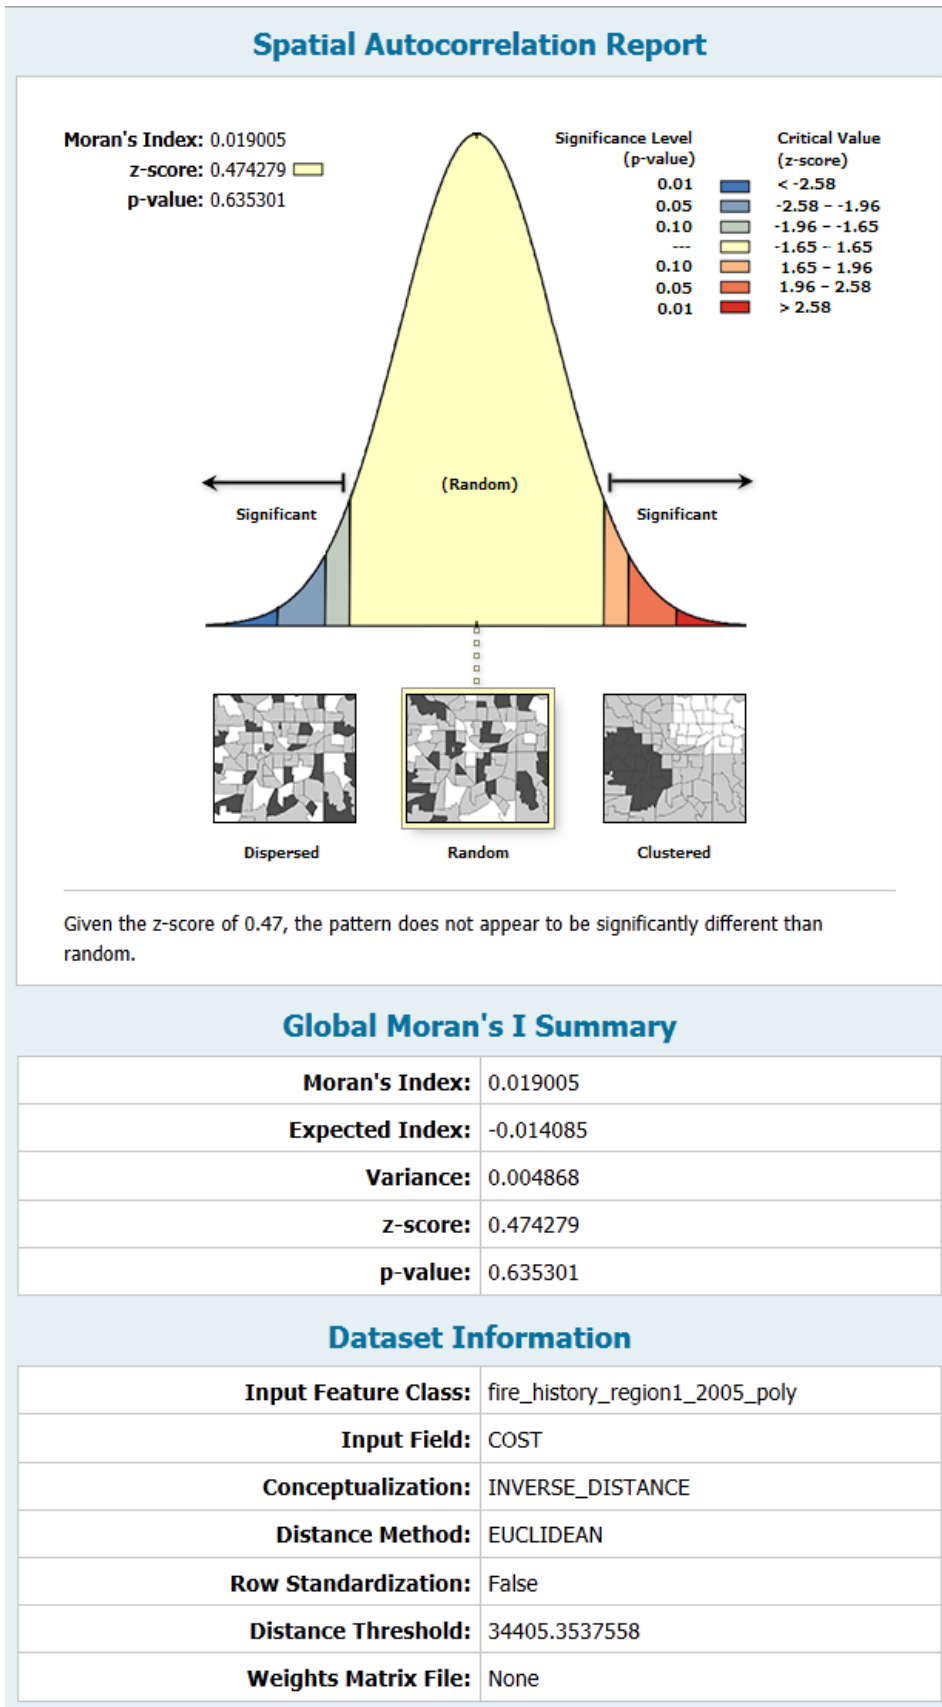 Spatial Autocorrelation Report
Moran's Index: 0.019005
z-score: 0.474279
p-value: 0.635301
Significance Level (p-value)
Critical Value (z-score)
0.01 < -2.58
0.05 -2.58 – -1.96
0.10 -1.96 – -1.65
--- -1.65 – 1.65
0.10 1.65 – 1.96
0.05 1.96 – 2.58
0.01 > 2.58
(Random)
Significant
Significant
Dispersed
Random
Clustered
Given the z-score of 0.47, the pattern does not appear to be significantly different than
random.
Global Moran's I Summary
Moran's Index: 0.019005
Expected Index: -0.014085
Variance: 0.004868
z-score: 0.474279
p-value: 0.635301
Dataset Information
Input Feature Class: fire_history_region1_2005_poly
Input Field: COST
Conceptualization: INVERSE_DISTANCE
Distance Method: EUCLIDEAN
Row Standardization: False
Distance Threshold: 34405.3537558
Weights Matrix File: None